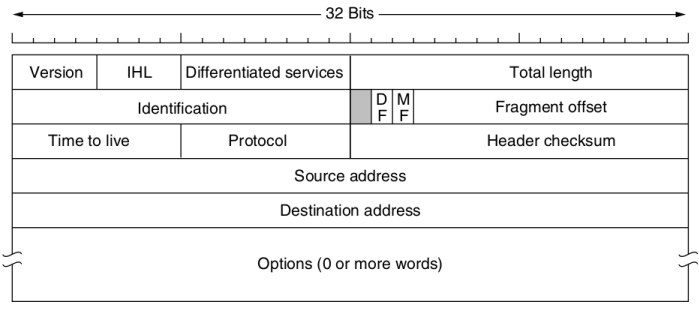 32 Bits
Version IHL Differentiated services Total length
Identification D F M F Fragment offset
Time to live Protocol Header checksum
Source address
Destination address
Options (0 or more words)